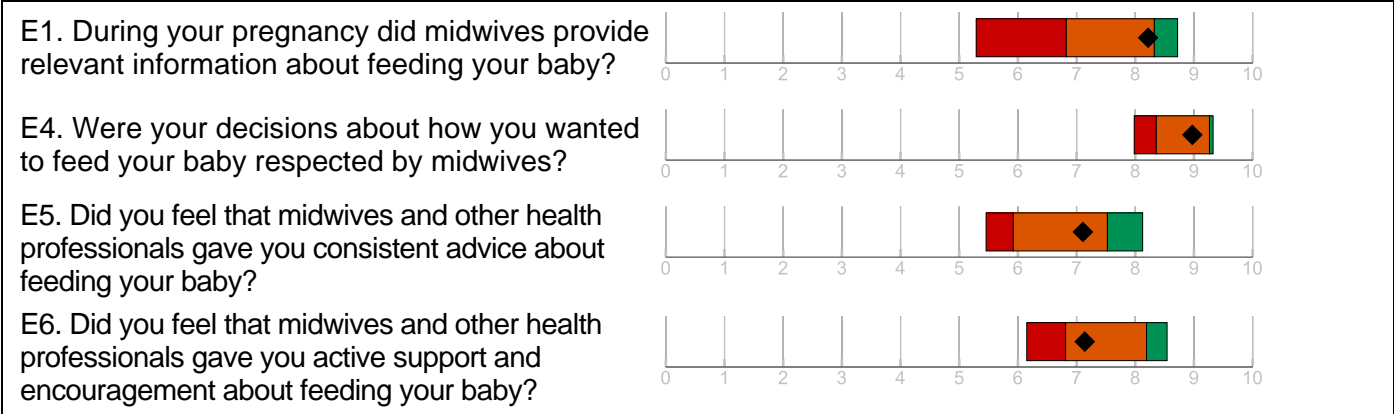 E1. During your pregnancy did midwives provide
relevant information about feeding your baby?
0 1 2 3 4 5 6 7 8 9 10
E4. Were your decisions about how you wanted
to feed your baby respected by midwives?
0 1 2 3 4 5 6 7 8 9 10
E5. Did you feel that midwives and other health
professionals gave you consistent advice about
feeding your baby?
0 1 2 3 4 5 6 7 8 9 10
E6. Did you feel that midwives and other health
professionals gave you active support and
encouragement about feeding your baby?
0 1 2 3 4 5 6 7 8 9 10